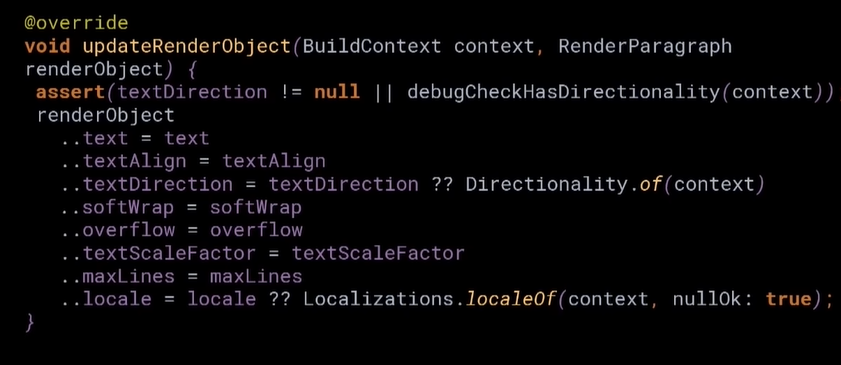 @override
void updateRenderObject(BuildContext context, RenderParagraph
renderObject) {
assert(textDirection != null || debugCheckHasDirectionality(context))
renderObject
..text = text
..textAlign = textAlign
..textDirection = textDirection ?? Directionality.of(context)
..softWrap = softWrap
..overflow = overflow
..textScaleFactor = textScaleFactor
..maxLines = maxLines
..locale = locale ?? Localizations.localeOf(context, nullOk: true);
}